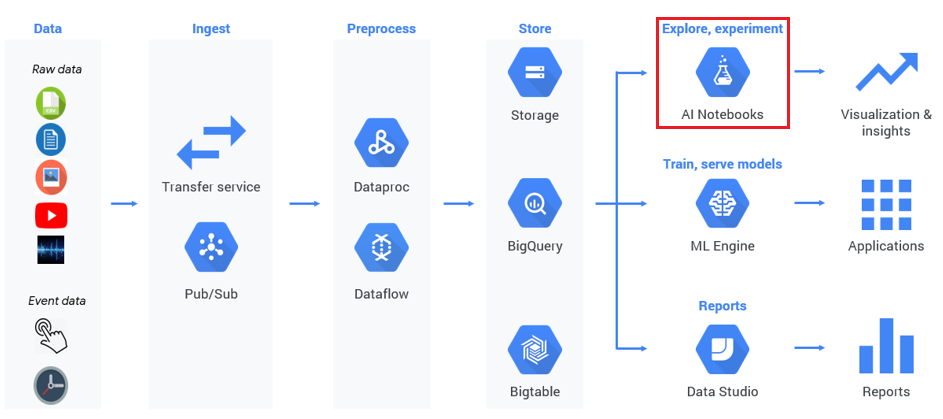 Data
Ingest
Preprocess
Store
Explore, experiment
Raw data
Storage
AI Notebooks
Visualization &
insights
Transfer service
Dataproc
Train, serve models
BigQuery
ML Engine
Applications
Pub/Sub
Dataflow
Event data
Reports
Bigtable
Data Studio
Reports